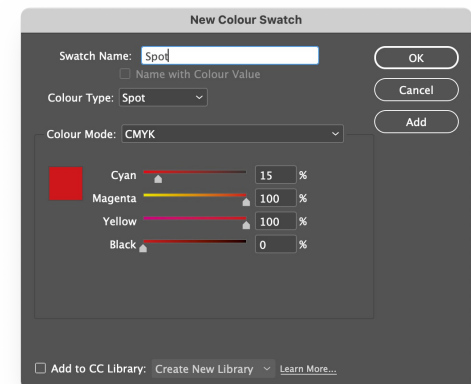 New Colour Swatch
Swatch Name: Spot
OK
Name with Colour Value
Cancel
Colour Type: Spot
Add
Colour Mode: CMYK
Cyan 15 %
Magenta 100 %
Yellow 100 %
Black 0 %
Add to CC Library: Create New Library Learn More...